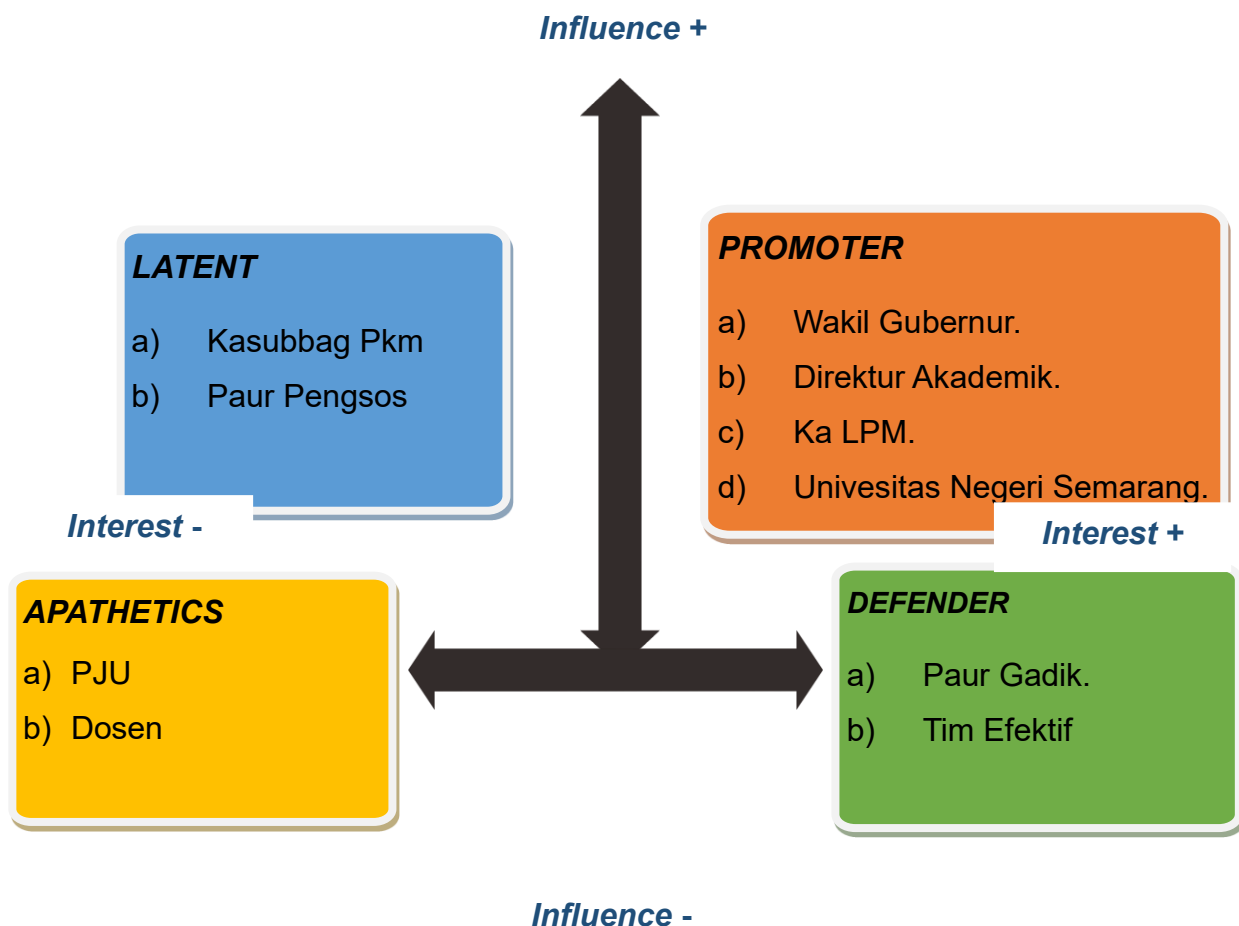 Influence +
LATENT
a) Kasubbag Pkm
b) Paur Pengsos
PROMOTER
a) Wakil Gubernur.
b) Direktur Akademik.
c) Ka LPM.
d) Univesitas Negeri Semarang.
Interest -
Interest +
APATHETICS
a) PJU
b) Dosen
DEFENDER
a) Paur Gadik.
b) Tim Efektif
Influence -